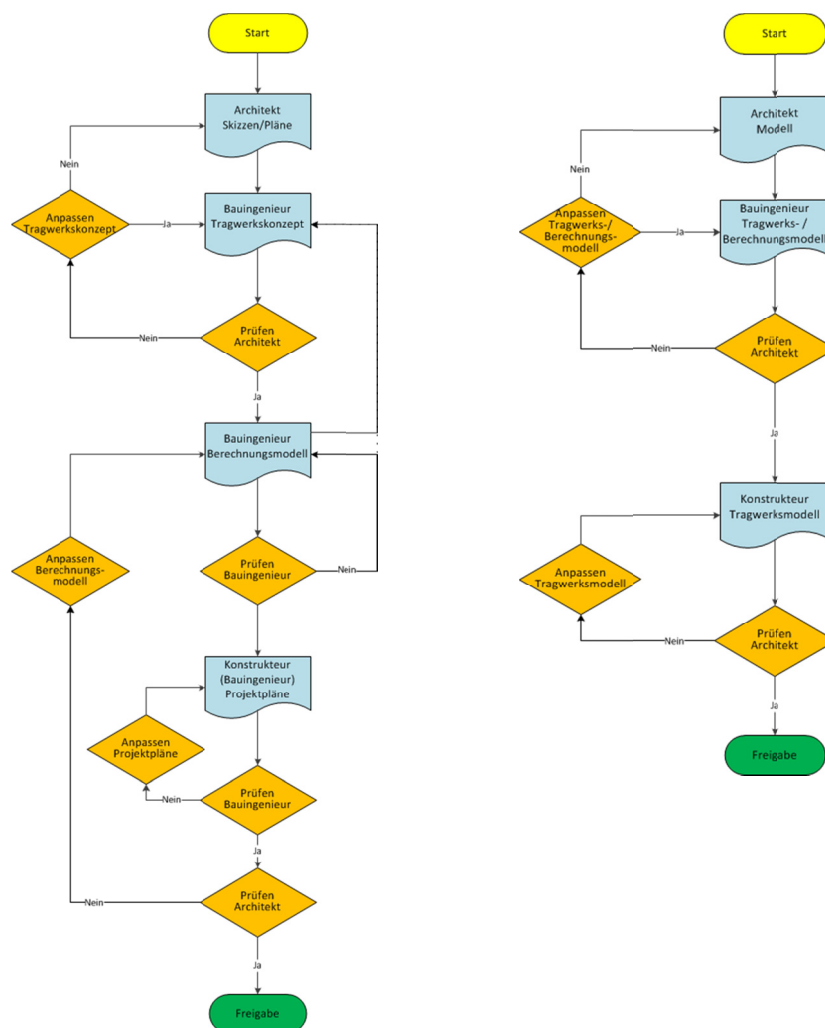 Start
Architekt
Skizzen/Pläne
Nein
Anpassen
Tragwerkskonzept
Ja
Bauingenieur
Tragwerkskonzept
Nein
Prüfen
Architekt
Ja
Bauingenieur
Berechnungsmodell
Anpassen
Berechnungs-
modell
Prüfen
Bauingenieur
Nein
Konstrukteur
(Bauingenieur)
Projektpläne
Anpassen
Projektpläne
Nein
Prüfen
Bauingenieur
Ja
Nein
Prüfen
Architekt
Ja
Freigabe
Start
Architekt
Modell
Nein
Anpassen
Tragwerks-/
Berechnungs-
modell
Ja
Bauingenieur
Tragwerks- /
Berechnungsmodell
Nein
Prüfen
Architekt
Ja
Konstrukteur
Tragwerksmodell
Anpassen
Tragwerksmodell
Nein
Prüfen
Architekt
Ja
Freigabe